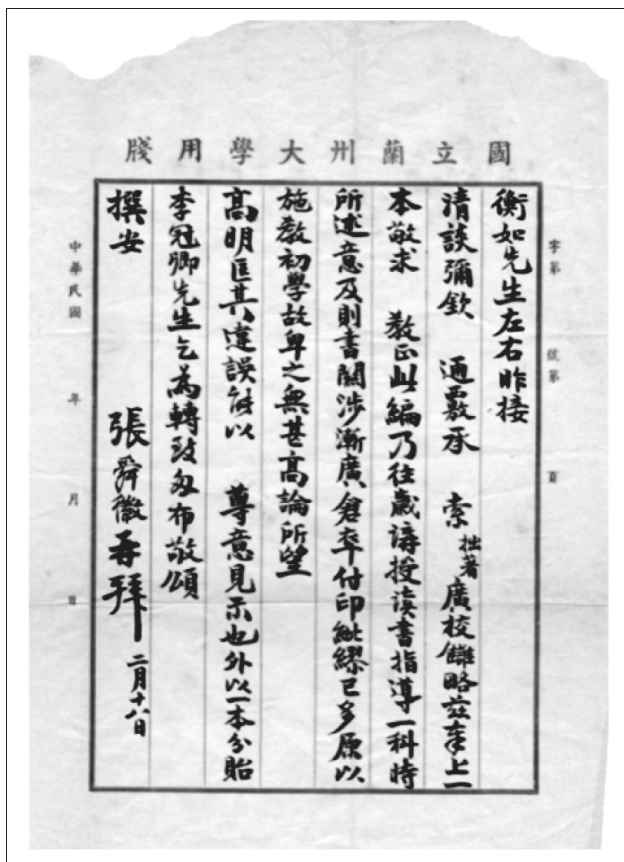 國立蘭州大學用牋
字第 號第 頁
衡如先生左右昨接
清談彌欽 通覈承 索拙著廣校讎略茲奉上一
本敬求 教正此編乃往歲講授讀書指導一科時
所述意及則書關涉漸廣倉卒付印紕繆已多原以
施教初學故卑之無甚高論所望
高明匡其違誤能以 尊意見示也外以一本分貽
李冠卿先生乞為轉致匆布敬頌
撰安 張舜徽再拜 二月十八日
中華民國 年 月 日